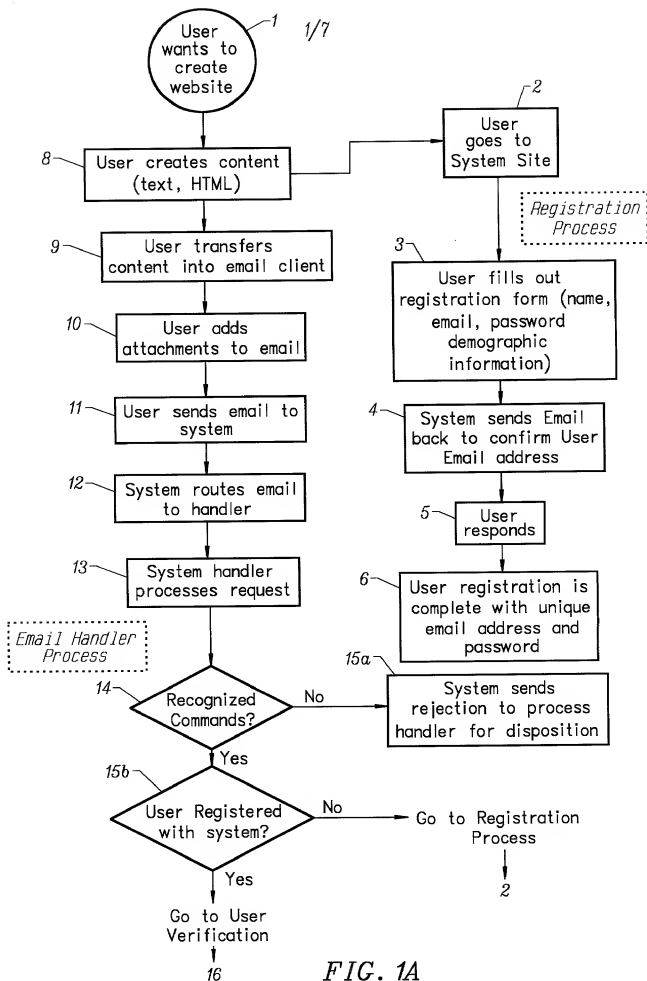 1
1/7
User
wants to
create
website
2
User
goes to
System Site
8
User creates content
(text, HTML)
Registration
Process
9
User transfers
content into email client
3
User fills out
registration form (name,
email, password
demographic
information)
10
User adds
attachments to email
11
User sends email to
system
4
System sends Email
back to confirm User
Email address
12
System routes email
to handler
5
User
responds
13
System handler
processes request
6
User registration is
complete with unique
email address and
password
Email Handler
Process
14
Recognized
Commands?
No
15a
System sends
rejection to process
handler for disposition
Yes
15b
User Registered
with system?
No
Go to Registration
Process
2
Yes
Go to User
Verification
16
FIG. 1A